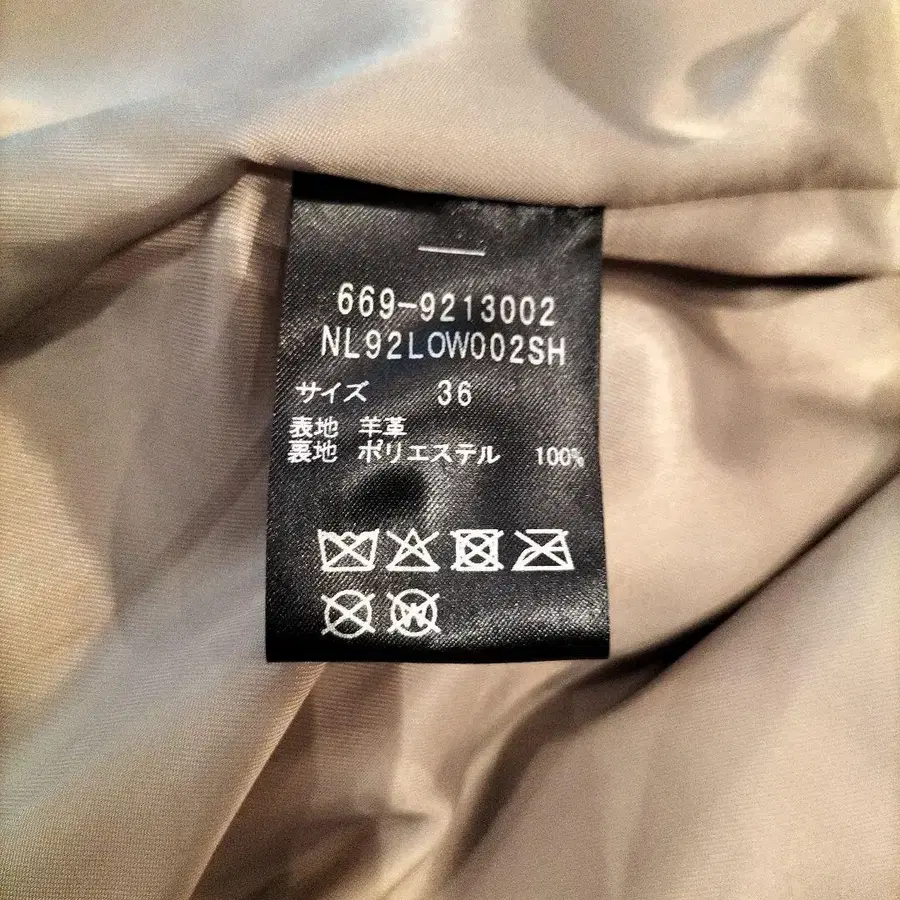 669-9213002
NL92LOW002SH
サイズ 36
表地 羊革
裏地 ポリエステル 100%
W